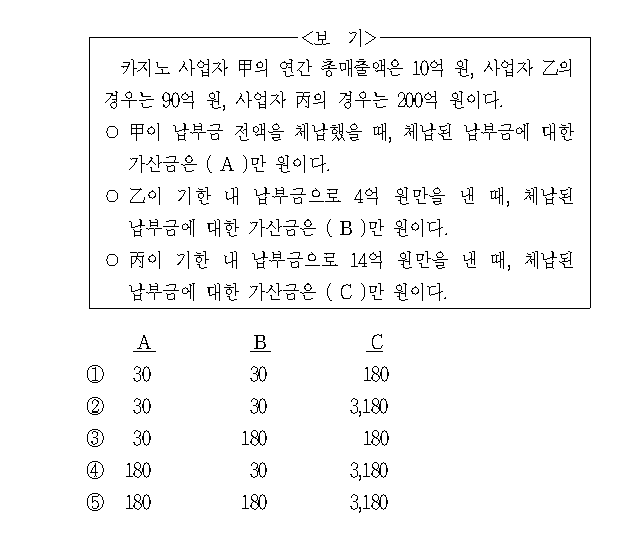 <보 기>
카지노 사업자 甲의 연간 총매출액은 10억 원, 사업자 乙의
경우는 90억 원, 사업자 丙의 경우는 200억 원이다.
○ 甲이 납부금 전액을 체납했을 때, 체납된 납부금에 대한
가산금은 ( A )만 원이다.
○ 乙이 기한 내 납부금으로 4억 원만을 낸 때, 체납된
납부금에 대한 가산금은 ( B )만 원이다.
○ 丙이 기한 내 납부금으로 14억 원만을 낸 때, 체납된
납부금에 대한 가산금은 ( C )만 원이다.
A B C
① 30 30 180
② 30 30 3,180
③ 30 180 180
④ 180 30 3,180
⑤ 180 180 3,180